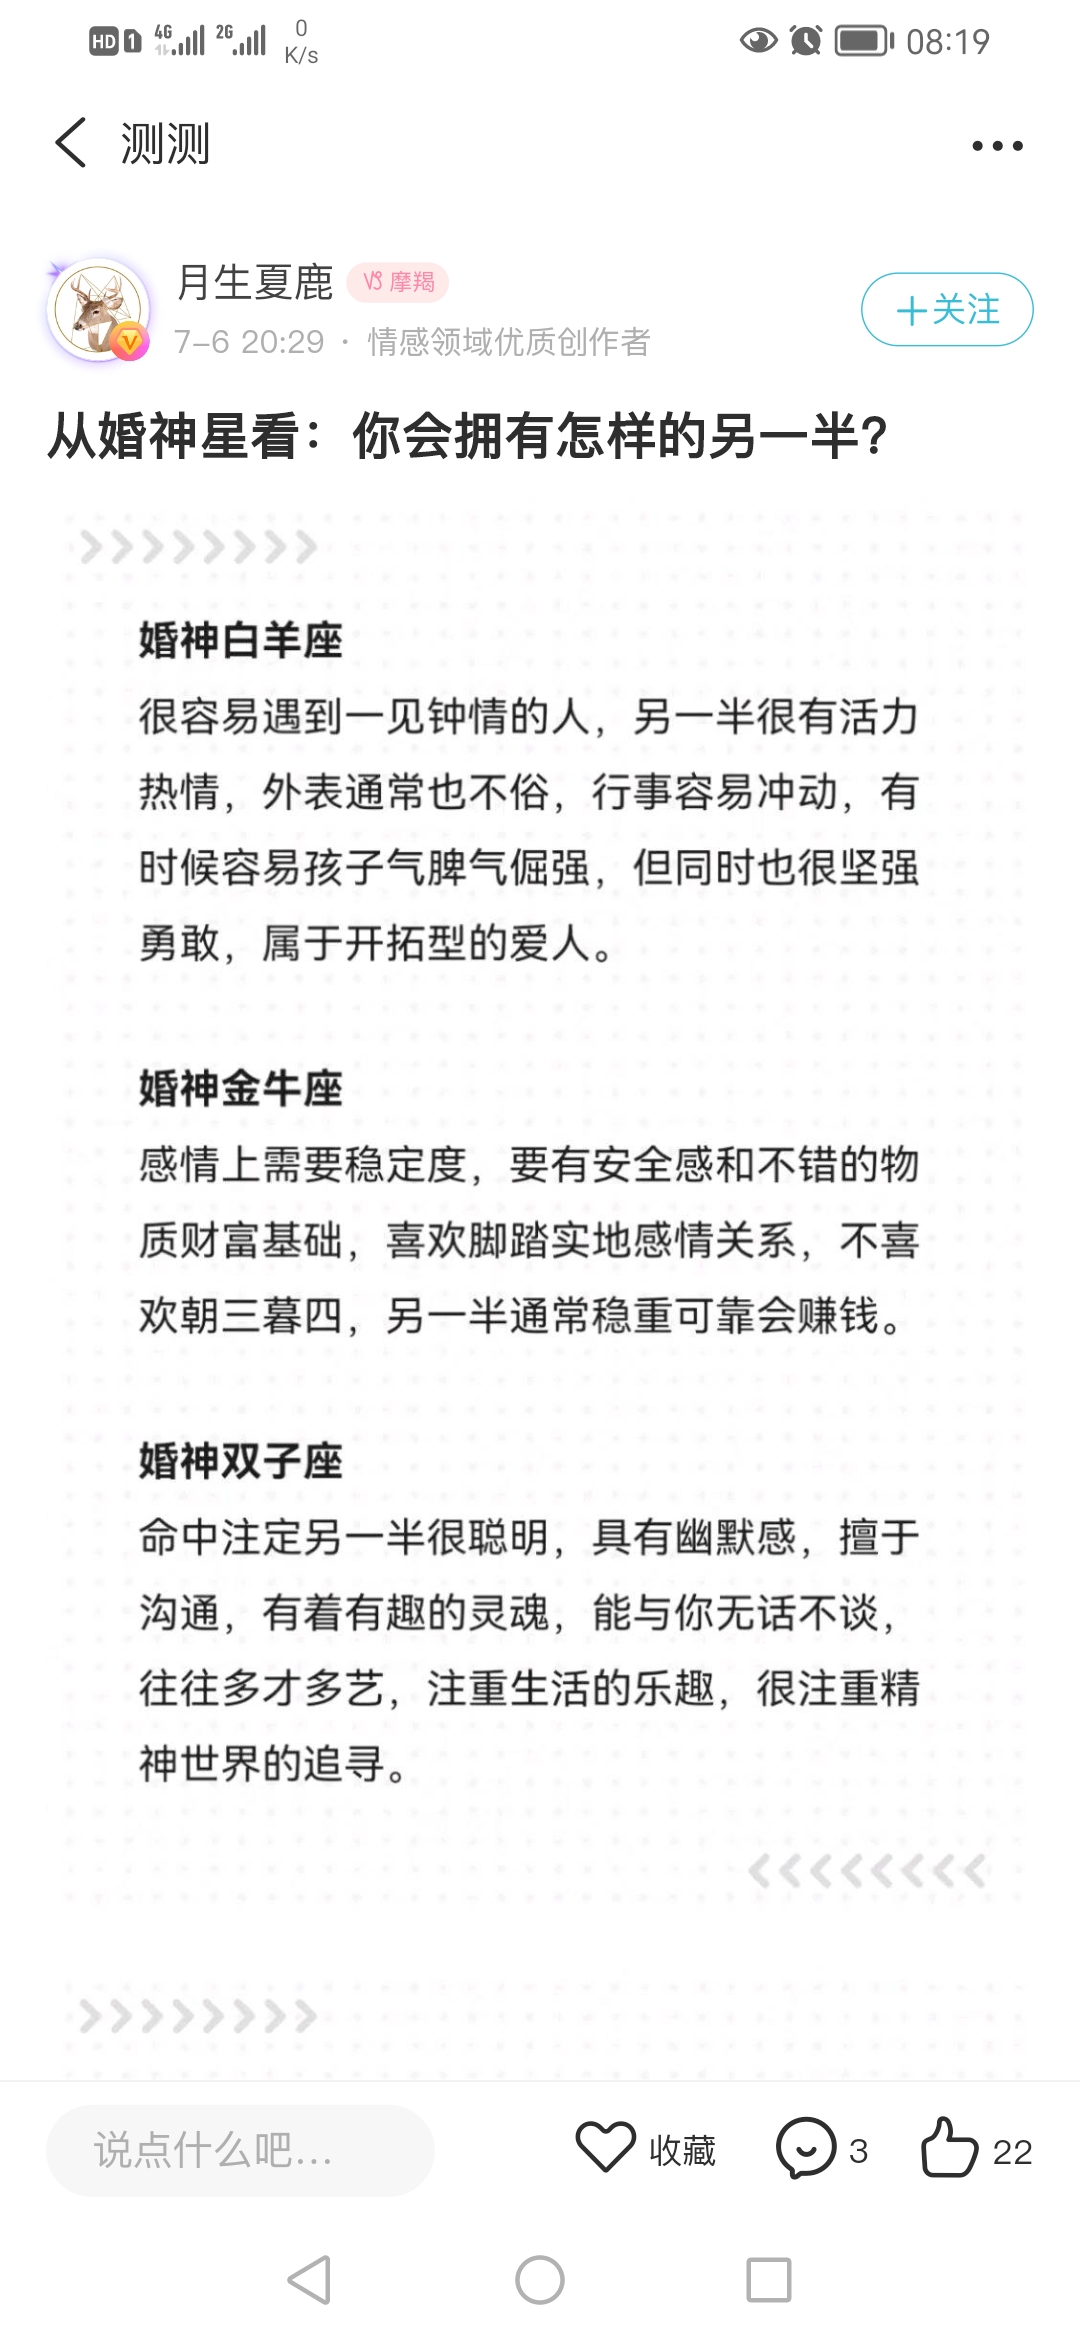 HD 1 4G 2G 0 K/s 08:19
测测
月生夏鹿 摩羯
+关注
7-6 20:29 · 情感领域优质创作者
从婚神星看：你会拥有怎样的另一半？
婚神白羊座
很容易遇到一见钟情的人，另一半很有活力
热情，外表通常也不俗，行事容易冲动，有
时候容易孩子气脾气倔强，但同时也很坚强
勇敢，属于开拓型的爱人。
婚神金牛座
感情上需要稳定度，要有安全感和不错的物
质财富基础，喜欢脚踏实地感情关系，不喜
欢朝三暮四，另一半通常稳重可靠会赚钱。
婚神双子座
命中注定另一半很聪明，具有幽默感，擅于
沟通，有着有趣的灵魂，能与你无话不谈，
往往多才多艺，注重生活的乐趣，很注重精
神世界的追寻。
说点什么吧... 收藏 3 22